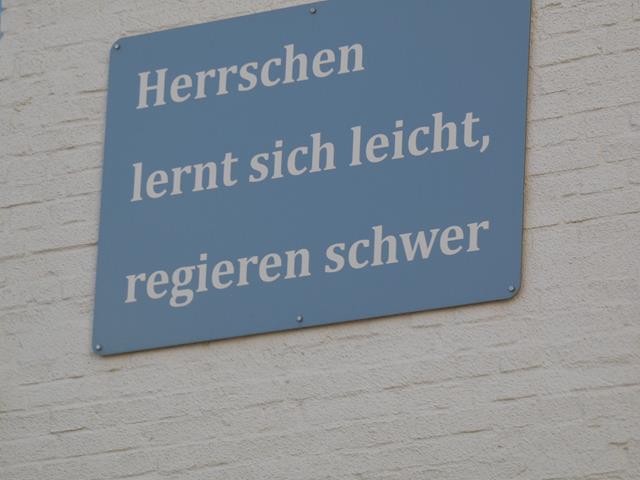 Herrschen
lernt sich leicht,
regieren schwer